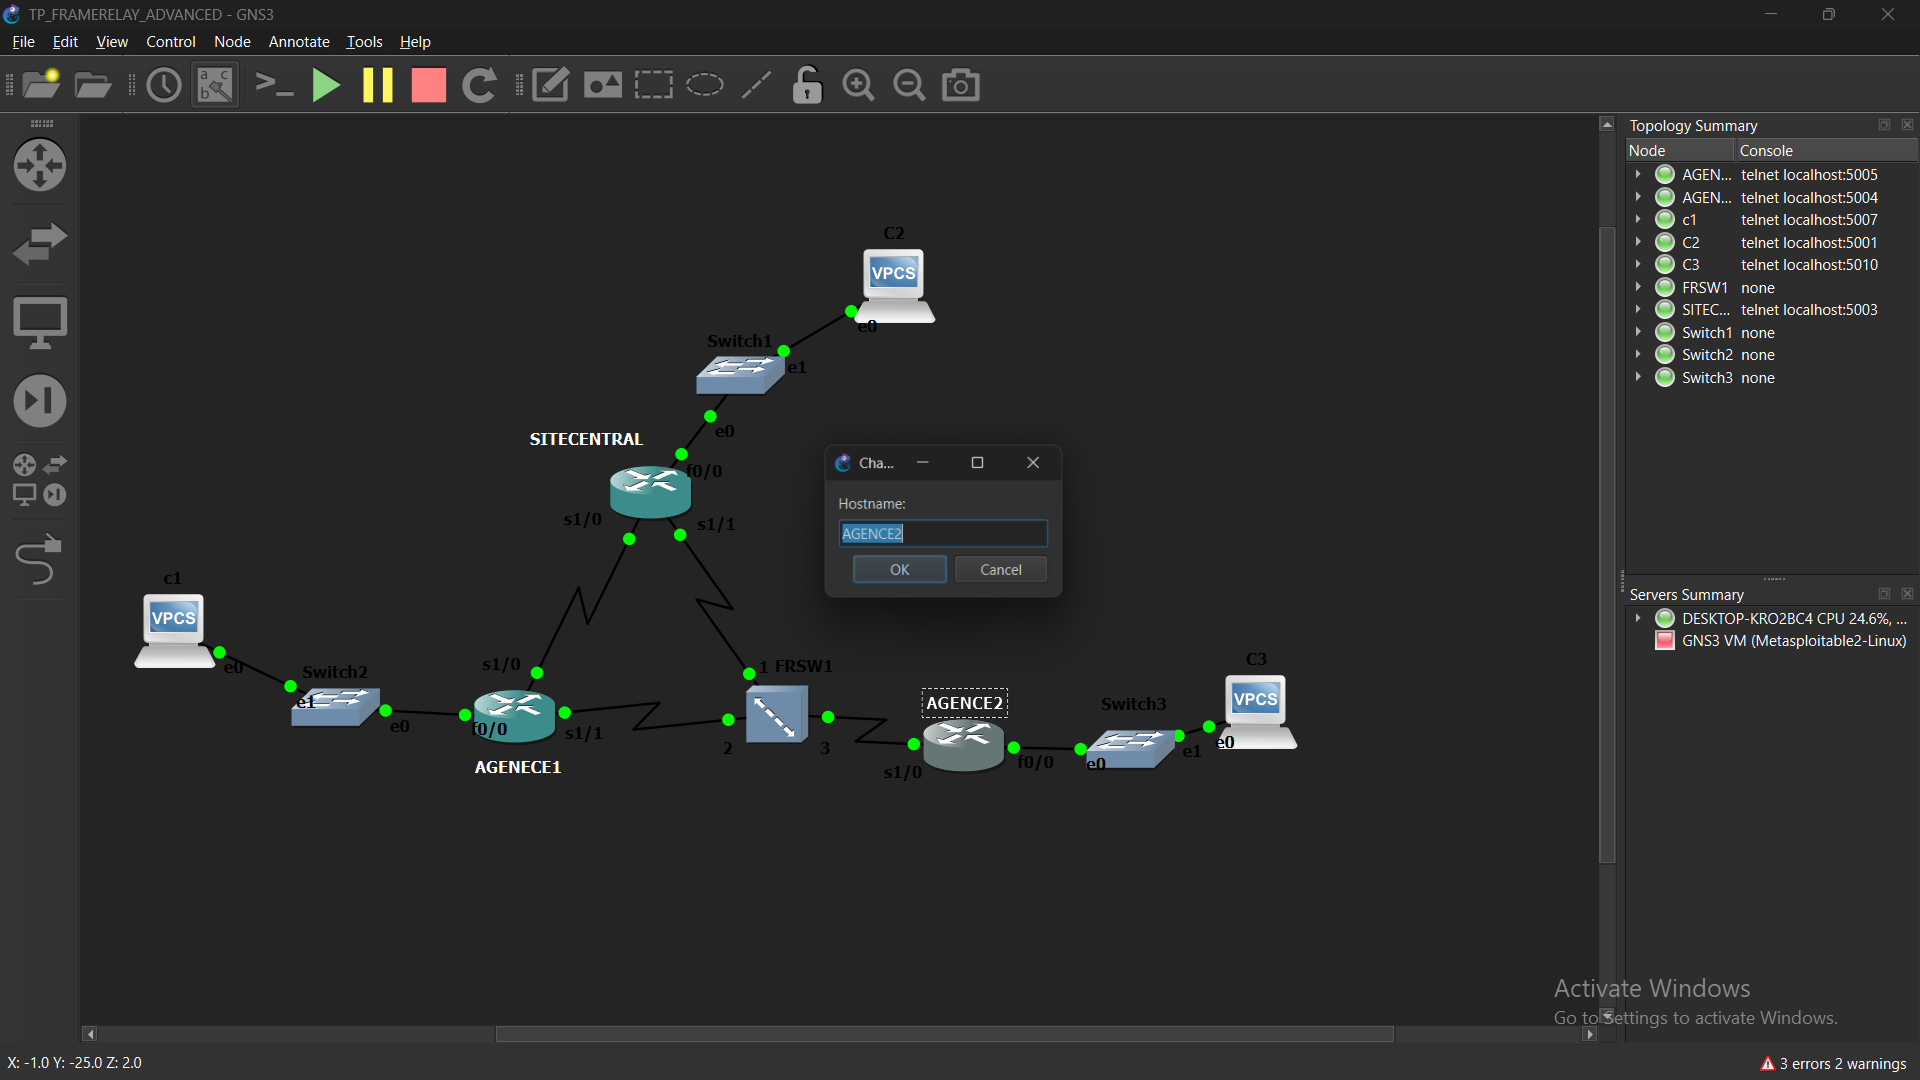 TP_FRAMERELAY_ADVANCED - GNS3
File Edit View Control Node Annotate Tools Help
a c
b
Topology Summary
Node Console
AGEN... telnet localhost:5005
AGEN... telnet localhost:5004
c1 telnet localhost:5007
C2 telnet localhost:5001
C3 telnet localhost:5010
FRSW1 none
SITEC... telnet localhost:5003
Switch1 none
Switch2 none
Switch3 none
C2
VPCS
e0
Switch1
e1
e0
SITECENTRAL
f0/0
s1/0
s1/1
Cha...
Hostname:
AGENCE2
OK Cancel
c1
VPCS
e0
Switch2
e1
e0
s1/0
f0/0
s1/1
AGENECE1
1 FRSW1
2
3
AGENCE2
s1/0
f0/0
Switch3
e0
e1
C3
VPCS
e0
Servers Summary
DESKTOP-KRO2BC4 CPU 24.6%, ...
GNS3 VM (Metasploitable2-Linux)
Activate Windows
Go to Settings to activate Windows.
X: -1.0 Y: -25.0 Z: 2.0
3 errors 2 warnings